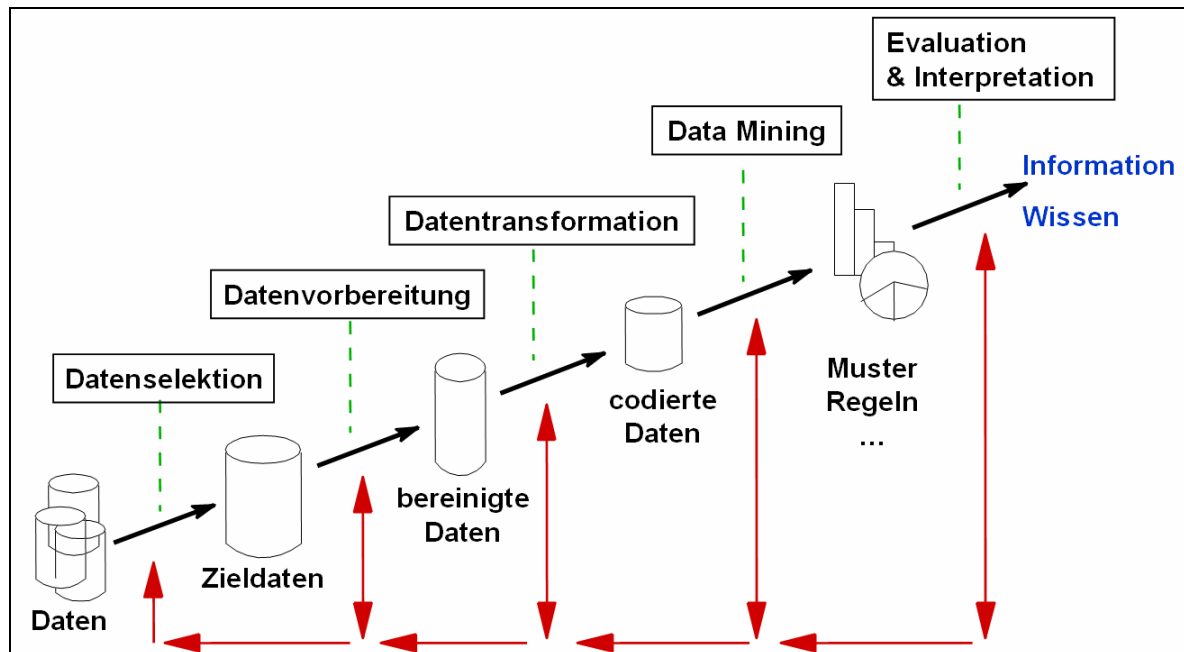 Evaluation
& Interpretation
Data Mining
Information
Wissen
Datentransformation
Datenvorbereitung
Datenselektion
Muster
Regeln
...
codierte
Daten
bereinigte
Daten
Zieldaten
Daten